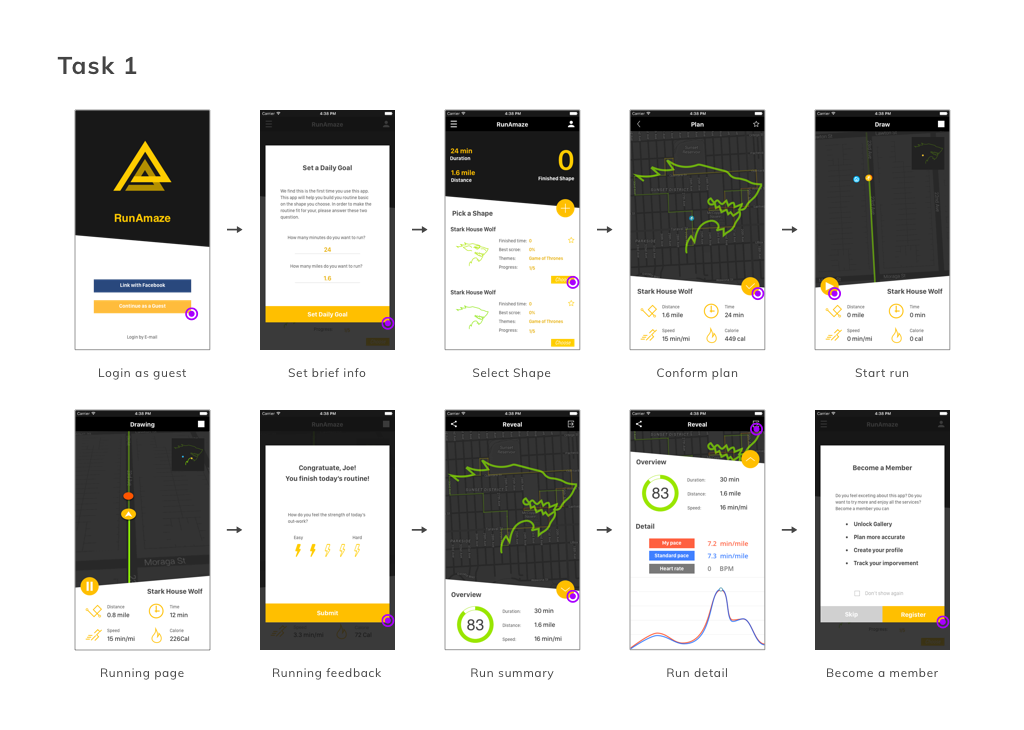 Task 1
RunAmaze
Link with Facebook
Continue as a Guest
Login by E-mail
Login as guest
Carrier 4:38 PM
RunAmaze
Set a Daily Goal
We find this is the first time you use this app.
This app will help you build you routine basic
on the shape you choose. In order to make the
routine fit for your, please answer these two
question:
How many minutes do you want to run?
24
How many miles do you want to run?
1.8
Set Daily Goal
Progress
Set brief info
Carrier 4:38 PM
RunAmaze
24 min
Duration
1.6 mile
Distance
0
Finished Shape
Pick a Shape
Stark House Wolf
Finished time: 0
Best scroe: 0%
Themes: Game of Thrones
Progress: 1/5
Stark House Wolf
Finished time: 0
Best scroe: 0%
Themes: Game of Thrones
Progress: 1/5
Select Shape
Carrier 4:38 PM
Plan
Stark House Wolf
Distance
1.6 mile
Time
24 min
Speed
15 min/mi
Calorie
449 cal
Conform plan
Carrier 4:38 PM
Draw
Stark House Wolf
Distance
0 mile
Time
0 min
Speed
0 min/mi
Calorie
0 cal
Start run
Carrier 4:38 PM
Drawing
Moraga St
Stark House Wolf
Distance
0.8 mile
Time
12 min
Speed
15 min/mi
Calorie
226Cal
Running page
Carrier 4:38 PM
RunAmaze
Congratuate, Joe!
You finish today's routine!
How do you feel the strength of today's
out-work?
Easy Hard
Submit
Running feedback
Carrier 4:38 PM
Reveal
Overview
83
Duration: 30 min
Distance: 1.6 mile
Speed: 16 min/mi
Run summary
Carrier 4:38 PM
Reveal
Overview
83
Duration: 30 min
Distance: 1.6 mile
Speed: 16 min/mi
Detail
My pace 7.2 min/mile
Standard pace 7.3 min/mile
Heart rate 0 BPM
Run detail
Carrier 4:38 PM
RunAmaze
Become a Member
Do you feel exceting about this app? Do you
want to try more and enjoy all the services?
Become a member you can
• Unlock Gallery
• Plan more accurate
• Create your profile
• Track your imporvement
Don't show again
Skip Register
Become a member